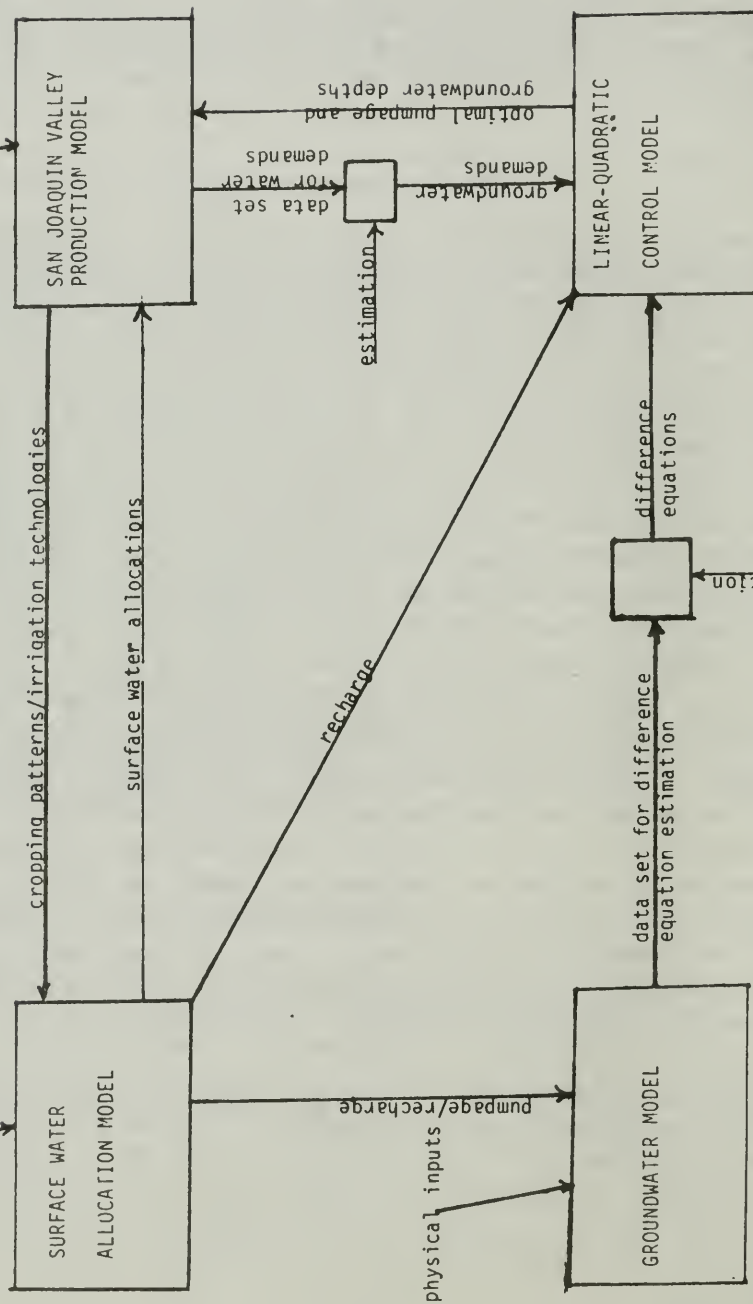 SURFACE WATER
ALLOCATION MODEL
cropping patterns/irrigation technologies
surface water allocations
SAN JOAQUIN VALLEY
PRODUCTION MODEL
data set
for water
demands
optimal pumpage and
groundwater depths
estimation
groundwater
demands
recharge
pumpage/recharge
physical inputs
GROUNDWATER MODEL
data set for difference
equation estimation
difference
equations
LINEAR-QUADRATIC
CONTROL MODEL